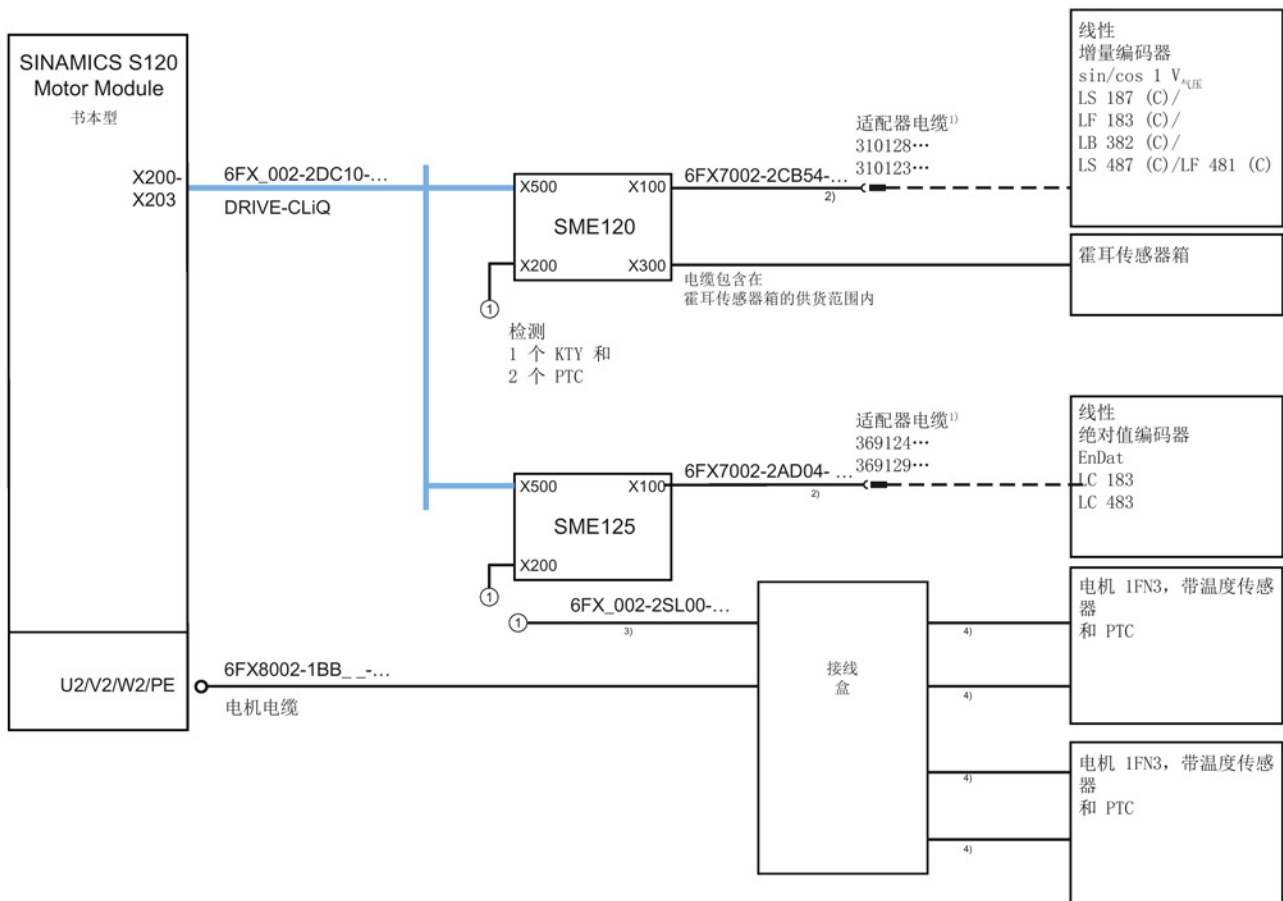 SINAMICS S120
Motor Module
书本型
X200-
X203
6FX_002-2DC10-...
DRIVE-CLiQ
X500
X100
SME120
X200
X300
①
检测
1 个 KTY 和
2 个 PTC
6FX7002-2CB54-...
2)
适配器电缆1)
310128···
310123···
电缆包含在
霍耳传感器箱的供货范围内
线性
增量编码器
sin/cos 1 V气压
LS 187 (C)/
LF 183 (C)/
LB 382 (C)/
LS 487 (C)/LF 481 (C)
霍耳传感器箱
X500
X100
SME125
X200
①
6FX7002-2AD04- ...
2)
适配器电缆1)
369124···
369129···
线性
绝对值编码器
EnDat
LC 183
LC 483
①
6FX_002-2SL00-...
3)
U2/V2/W2/PE
6FX8002-1BB_ _-...
电机电缆
接线
盒
4)
4)
4)
4)
电机 1FN3，带温度传感
器
和 PTC
电机 1FN3，带温度传感
器
和 PTC